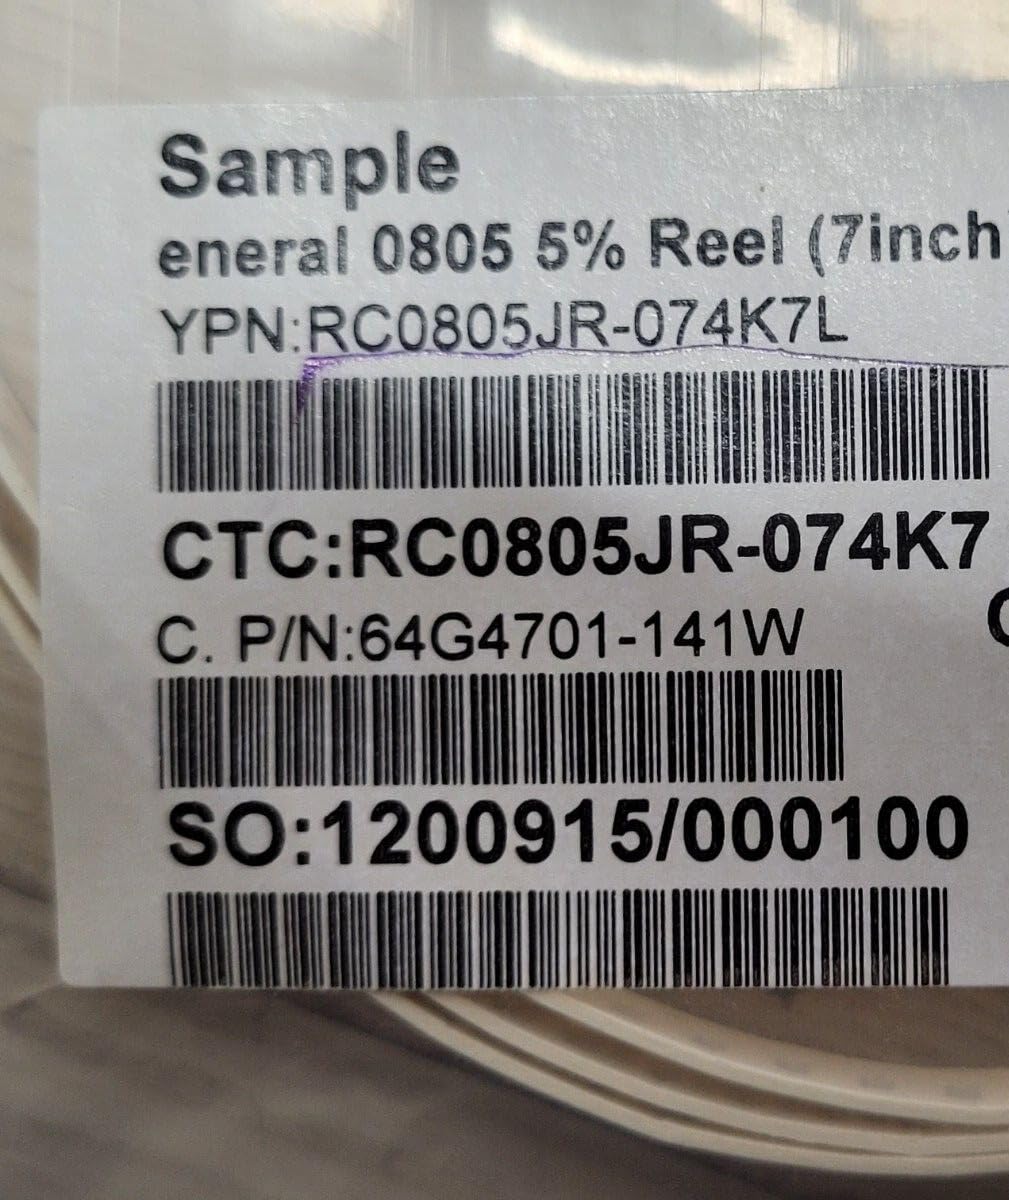 Sample
eneral 0805 5% Reel (7inch
YPN:RC0805JR-074K7L
CTC:RC0805JR-074K7
C. P/N:64G4701-141W
SO:1200915/000100